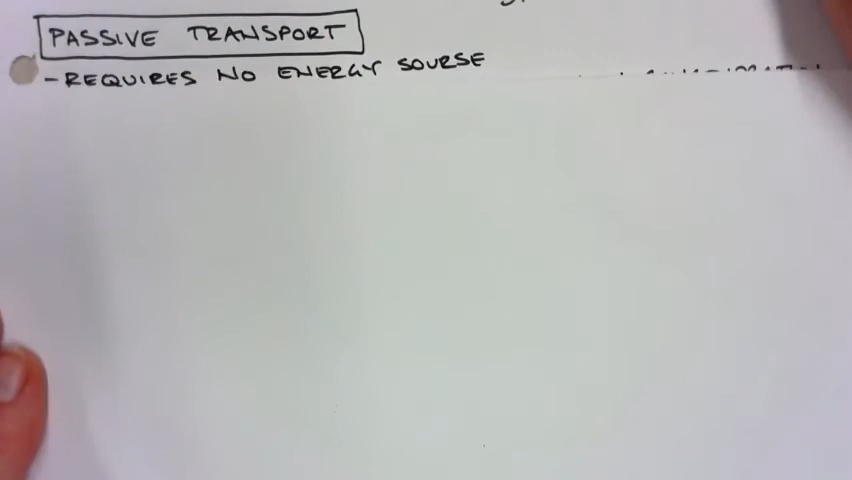 PASSIVE TRANSPORT
- REQUIRES NO ENERGY SOURSE